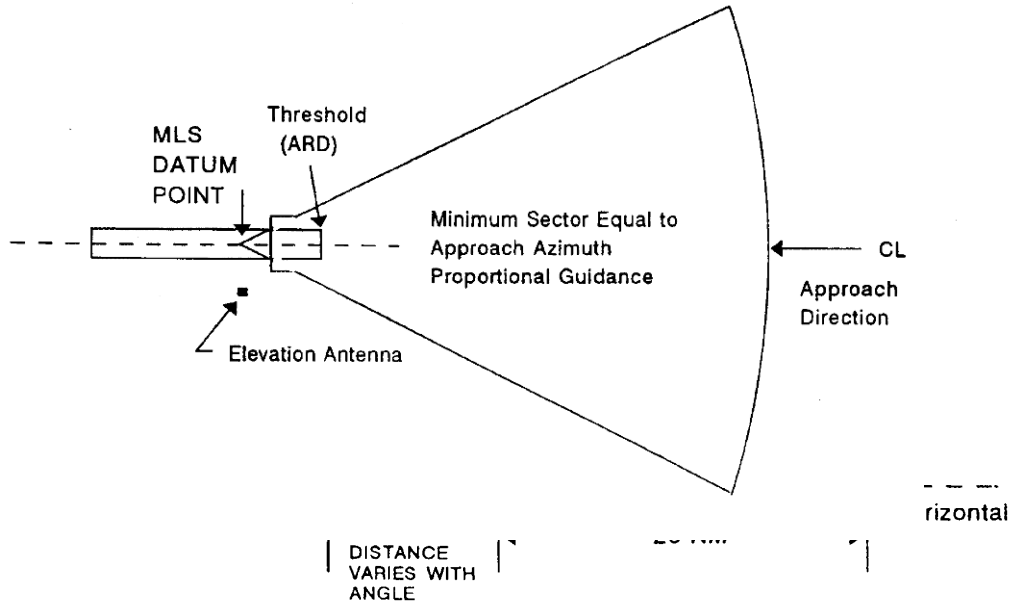 Threshold
(ARD)
MLS
DATUM
POINT
Minimum Sector Equal to
Approach Azimuth
Proportional Guidance
CL
Approach
Direction
Elevation Antenna
rizontal
DISTANCE
VARIES WITH
ANGLE